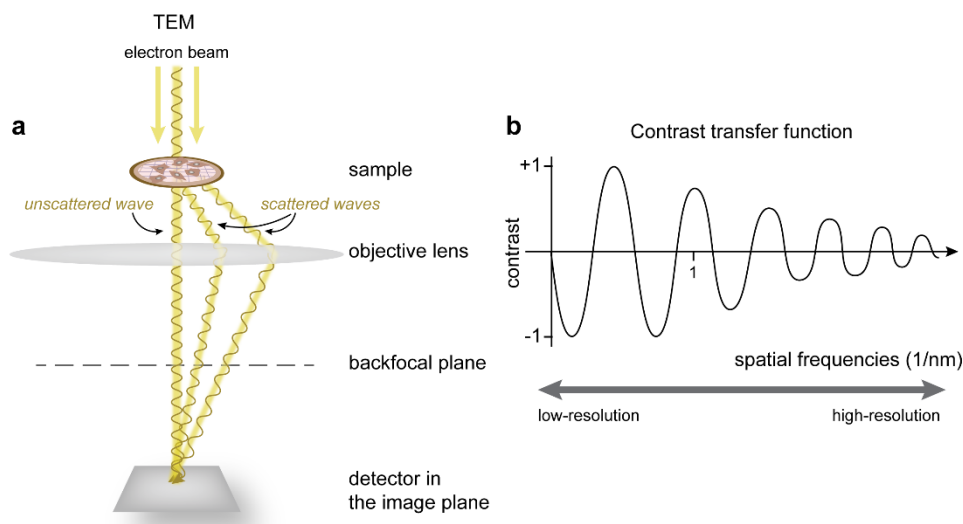 TEM
electron beam
a
sample
unscattered wave
scattered waves
objective lens
backfocal plane
detector in
the image plane
b
Contrast transfer function
+1
contrast
1
-1
spatial frequencies (1/nm)
low-resolution
high-resolution